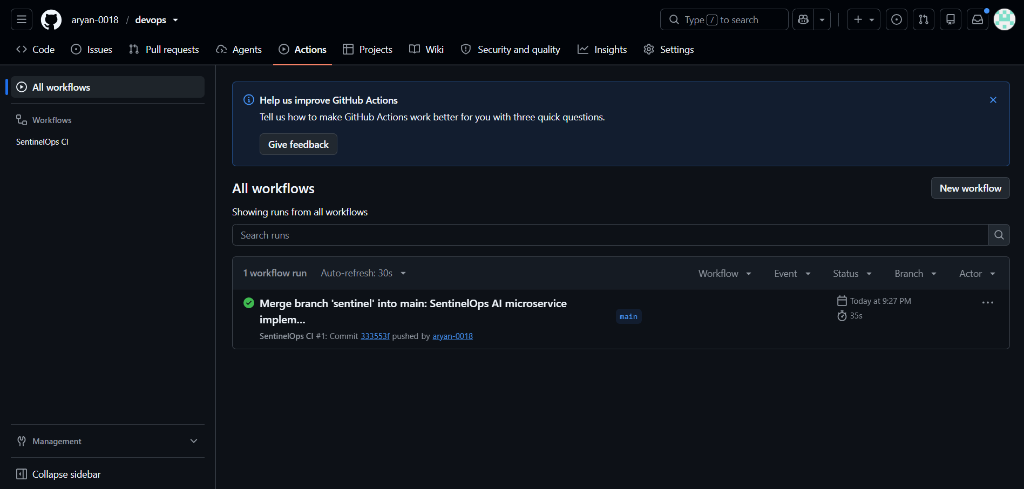 aryan-0018 / devops
Type / to search
Code
Issues
Pull requests
Agents
Actions
Projects
Wiki
Security and quality
Insights
Settings
All workflows
Workflows
SentinelOps CI
Management
Collapse sidebar
Help us improve GitHub Actions
Tell us how to make GitHub Actions work better for you with three quick questions.
Give feedback
All workflows
New workflow
Showing runs from all workflows
Search runs
1 workflow run Auto-refresh: 30s
Workflow Event Status Branch Actor
Merge branch 'sentinel' into main: SentinelOps AI microservice
implem...
SentinelOps CI #1: Commit 333553f pushed by aryan-0018
main
Today at 9:27 PM
35s